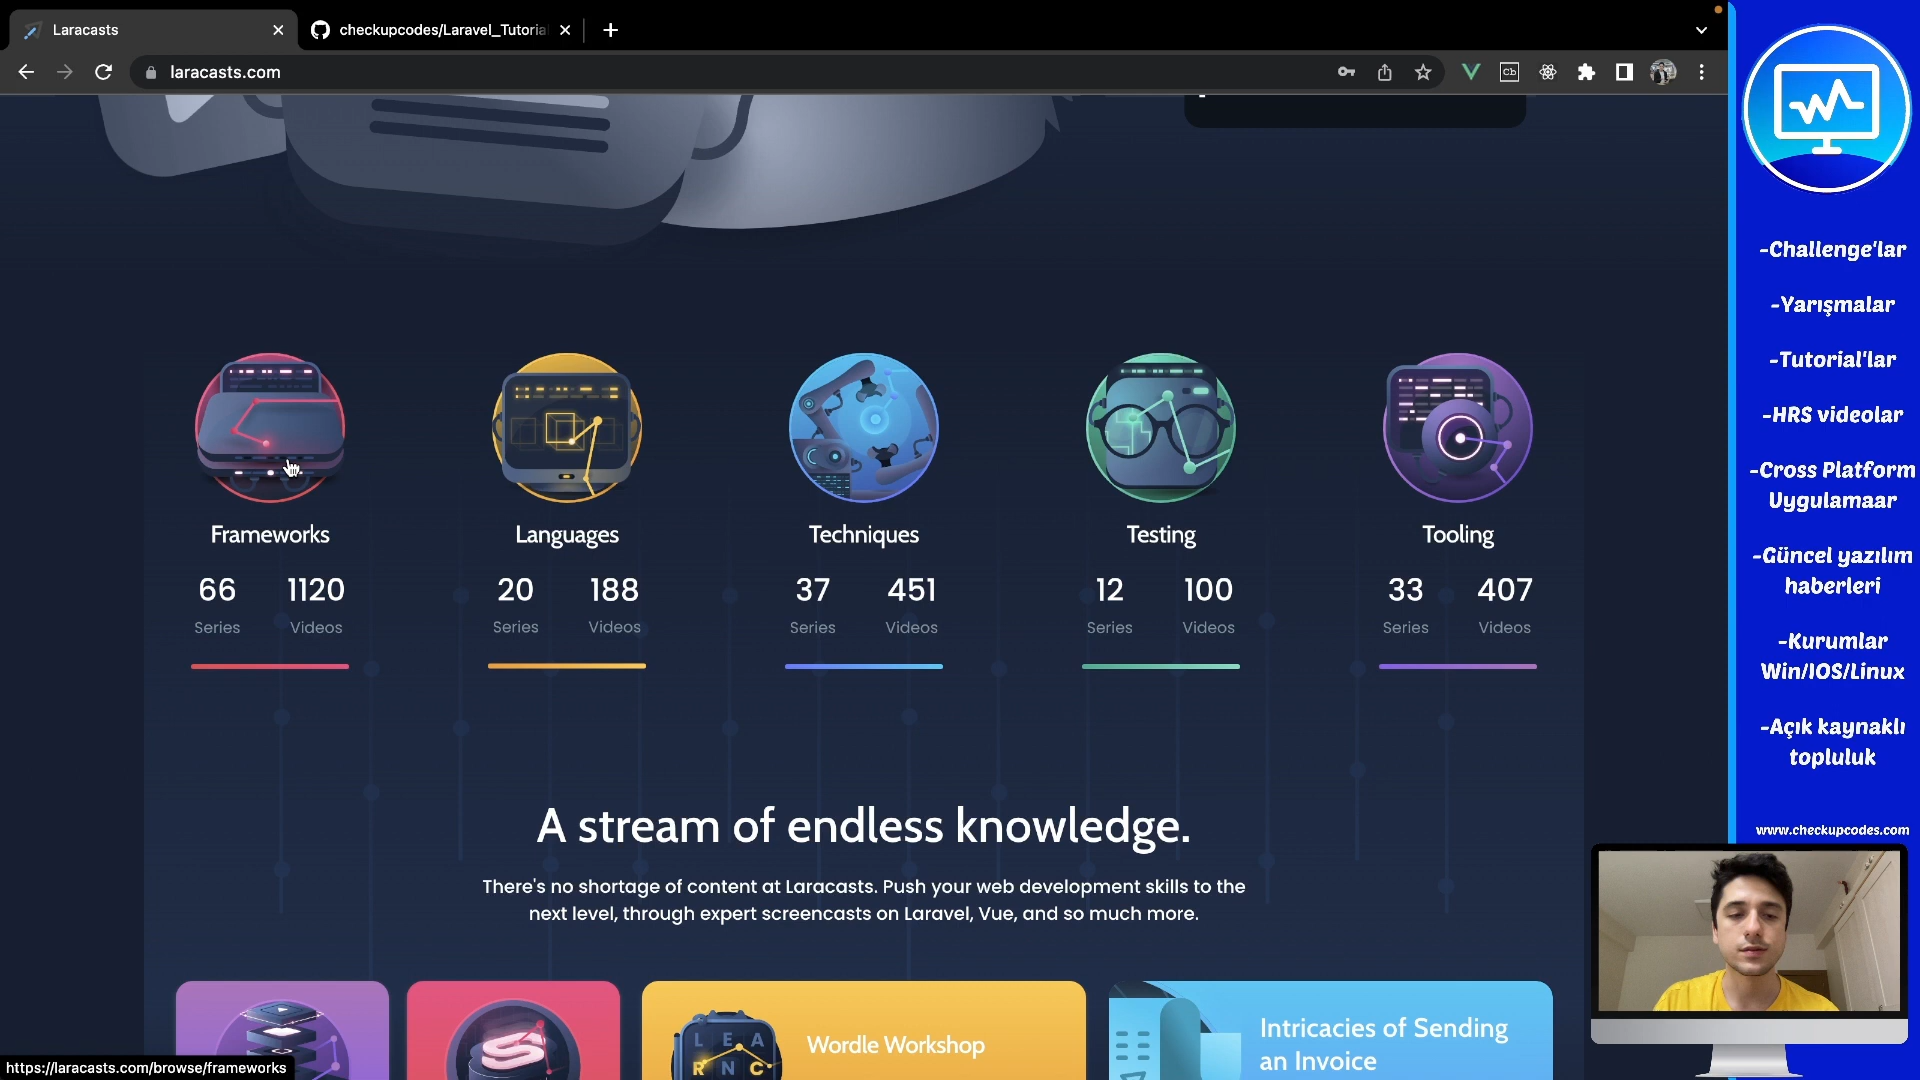 Laracasts
checkupcodes/Laravel_Tutoria
laracasts.com
Cb
Frameworks
66 1120
Series Videos
Languages
20 188
Series Videos
Techniques
37 451
Series Videos
Testing
12 100
Series Videos
Tooling
33 407
Series Videos
A stream of endless knowledge.
There's no shortage of content at Laracasts. Push your web development skills to the
next level, through expert screencasts on Laravel, Vue, and so much more.
L E A
R N C
Wordle Workshop
Intricacies of Sending
an Invoice
https://laracasts.com/browse/frameworks
-Challenge'lar
-Yarışmalar
-Tutorial'lar
-HRS videolar
-Cross Platform
Uygulamaar
-Güncel yazılım
haberleri
-Kurumlar
Win/IOS/Linux
-Açık kaynaklı
topluluk
www.checkupcodes.com